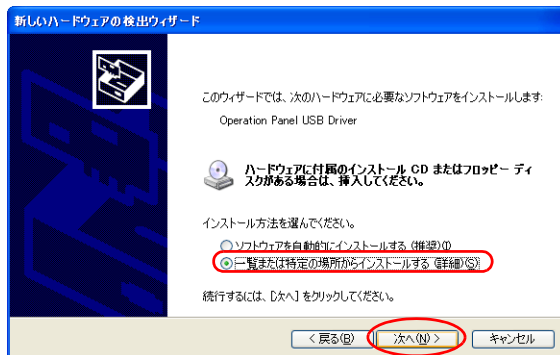 新しいハードウェアの検出ウィザード
このウィザードでは、次のハードウェアに必要なソフトウェアをインストールします:
Operation Panel USB Driver
ハードウェアに付属のインストール CD またはフロッピー ディ
スクがある場合は、挿入してください。
インストール方法を選んでください。
ソフトウェアを自動的にインストールする (推奨)(I)
一覧または特定の場所からインストールする (詳細)(S)
続行するには、[次へ] をクリックしてください。
< 戻る(B) 次へ(N) > キャンセル